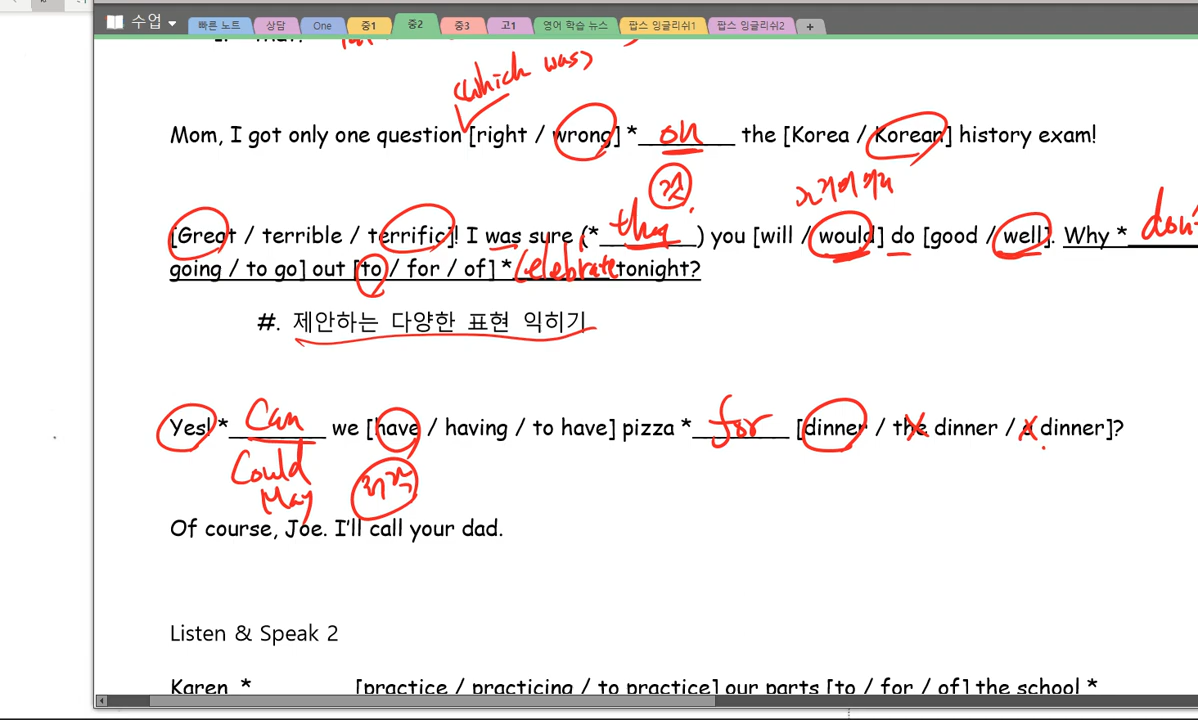 수업 빠른 노트 상담 One 중1 중2 중3 고1 영어 학습 뉴스 팝스 잉글리쉬1 팝스 잉글리쉬2 +
(which was)
Mom, I got only one question [right / wrong] *on the [Korea / Korean] history exam!
것
과거에서
[Great / terrible / terrific]! I was sure (*that) you [will / would] do [good / well]. Why *don't
going / to go] out [to / for / of] *celebrate tonight?
#. 제안하는 다양한 표현 익히기
Yes! *Can we [have / having / to have] pizza *for [dinner / the dinner / a dinner]?
Could
May
허락
Of course, Joe. I'll call your dad.
Listen & Speak 2
Karen *________ [practice / practicing / to practice] our parts [to / for / of] the school *